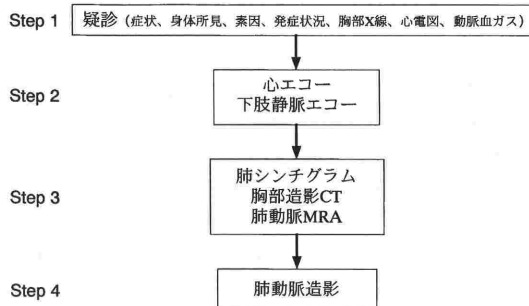 Step 1 疑診（症状、身体所見、素因、発症状況、胸部X線、心電図、動脈血ガス）
Step 2 心エコー
下肢静脈エコー
Step 3 肺シンチグラム
胸部造影CT
肺動脈MRA
Step 4 肺動脈造影